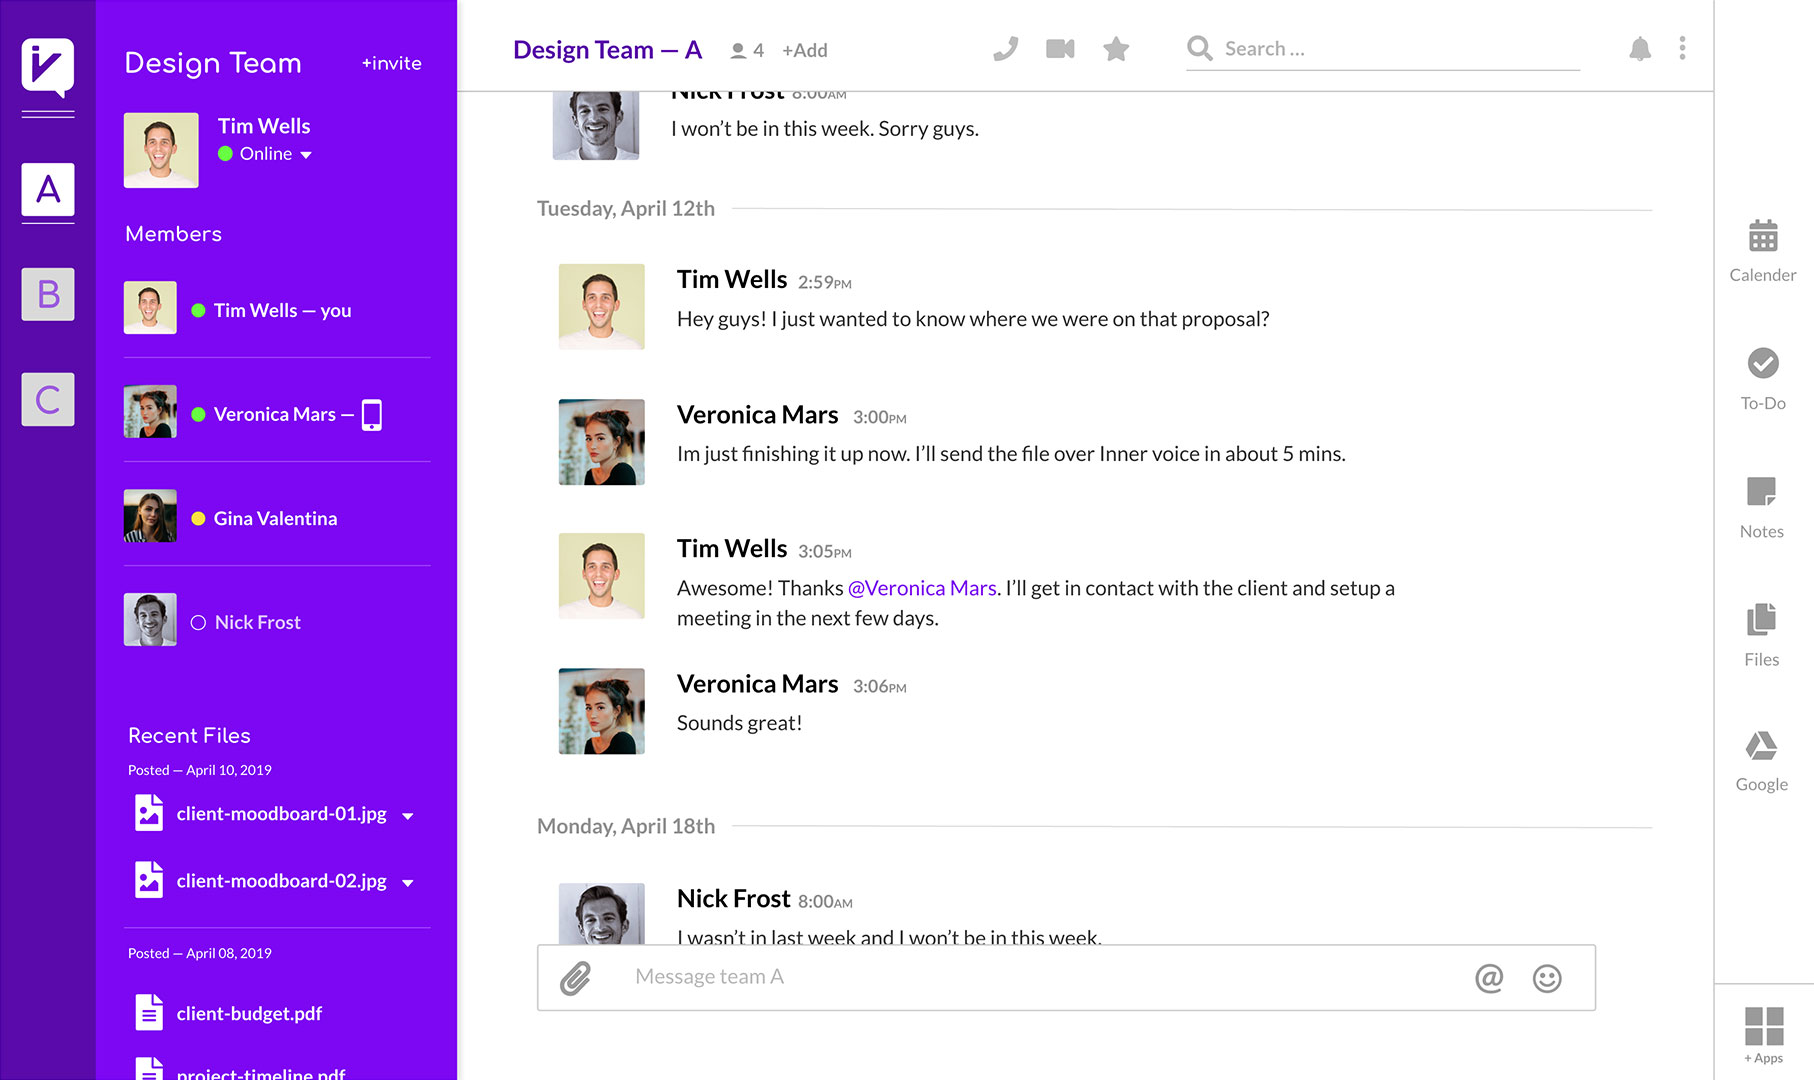 Design Team
+invite
Tim Wells
Online
Members
Tim Wells — you
Veronica Mars —
Gina Valentina
Nick Frost
Recent Files
Posted — April 10, 2019
client-moodboard-01.jpg
client-moodboard-02.jpg
Posted — April 08, 2019
client-budget.pdf
project-timeline.pdf
A
B
C
Design Team — A
4
+Add
Search ...
Nick Frost 8:00AM
I won’t be in this week. Sorry guys.
Tuesday, April 12th
Tim Wells 2:59PM
Hey guys! I just wanted to know where we were on that proposal?
Veronica Mars 3:00PM
Im just finishing it up now. I’ll send the file over Inner voice in about 5 mins.
Tim Wells 3:05PM
Awesome! Thanks @Veronica Mars. I’ll get in contact with the client and setup a
meeting in the next few days.
Veronica Mars 3:06PM
Sounds great!
Monday, April 18th
Nick Frost 8:00AM
I wasn’t in last week and I won’t be in this week.
Message team A
@
Calender
To-Do
Notes
Files
Google
+ Apps